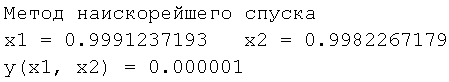 Метод наискорейшего спуска
x1 = 0.9991237193   x2 = 0.9982267179
y(x1, x2) = 0.000001